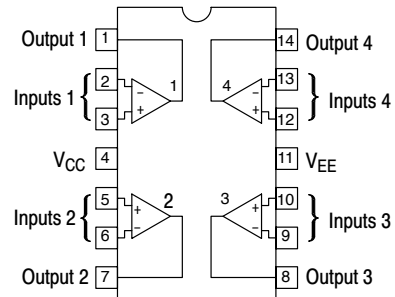 Output 1 1 14 Output 4
Inputs 1 2 − 1 4 − 13 Inputs 4
3 + + 12
VCC 4 11 VEE
Inputs 2 5 + 2 3 + 10 Inputs 3
6 − − 9
Output 2 7 8 Output 3